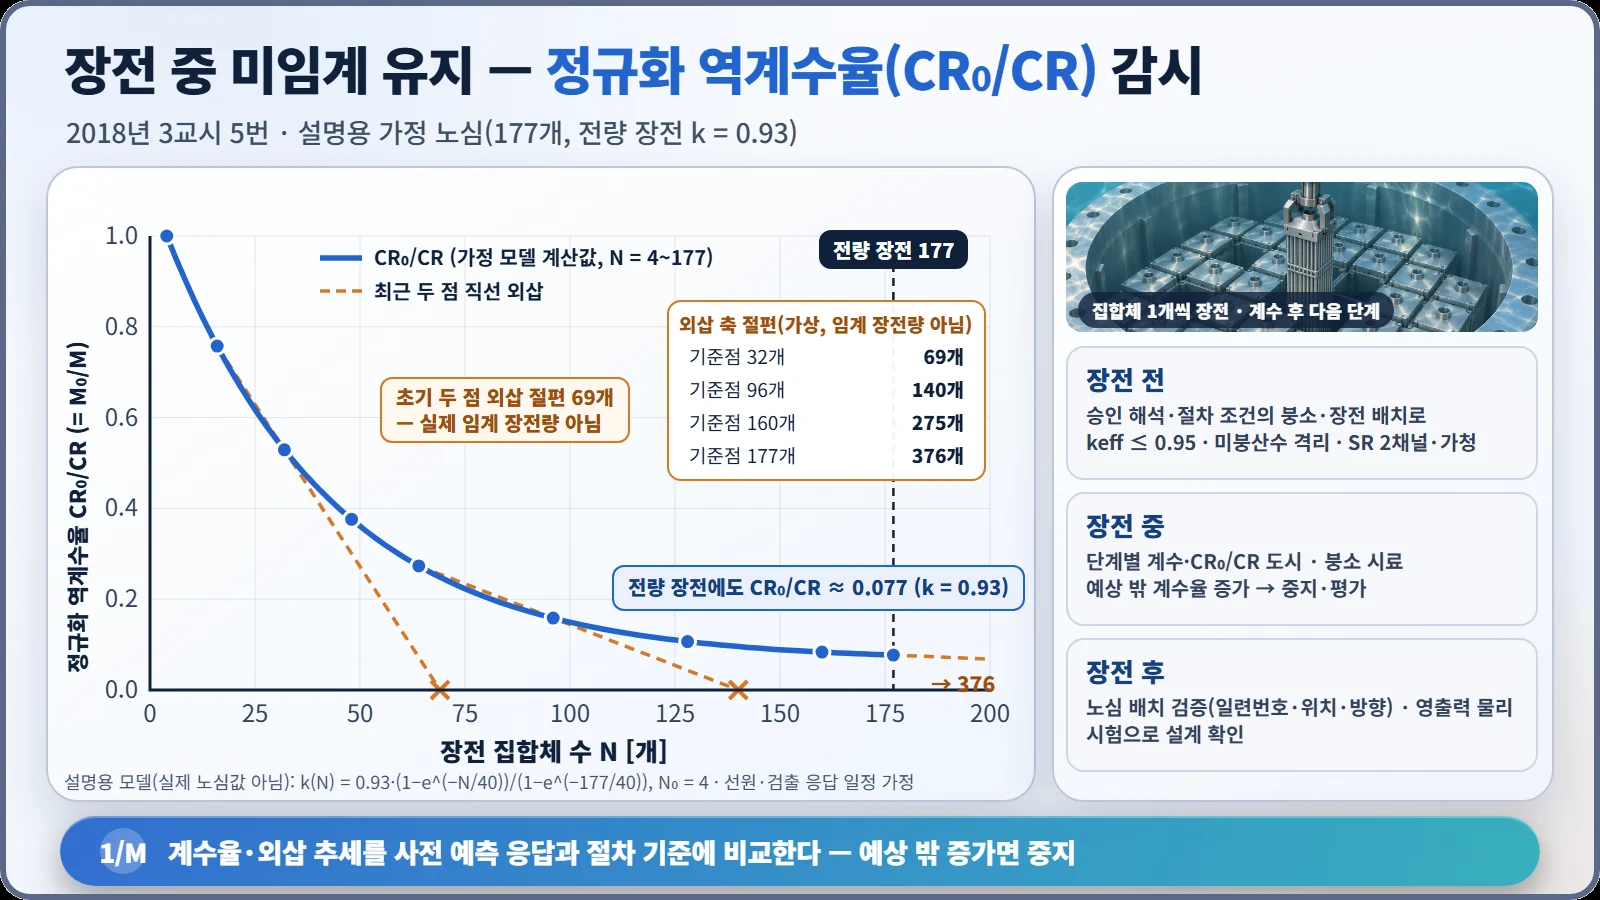 장전 중 미임계 유지 — 정규화 역계수율(CR₀/CR) 감시
2018년 3교시 5번 · 설명용 가정 노심(177개, 전량 장전 k = 0.93)
정규화 역계수율 CR₀/CR (= M₀/M)
1.0
0.8
0.6
0.4
0.2
0.0
CR₀/CR (가정 모델 계산값, N = 4~177)
최근 두 점 직선 외삽
전량 장전 177
초기 두 점 외삽 절편 69개
— 실제 임계 장전량 아님
외삽 축 절편(가상, 임계 장전량 아님)
기준점 32개 69개
기준점 96개 140개
기준점 160개 275개
기준점 177개 376개
전량 장전에도 CR₀/CR ≈ 0.077 (k = 0.93)
→ 376
0 25 50 75 100 125 150 175 200
장전 집합체 수 N [개]
설명용 모델(실제 노심값 아님): k(N) = 0.93·(1−e^(−N/40))/(1−e^(−177/40)), N₀ = 4 · 선원·검출 응답 일정 가정
집합체 1개씩 장전 · 계수 후 다음 단계
장전 전
승인 해석·절차 조건의 붕소·장전 배치로
keff ≤ 0.95 · 미붕산수 격리 · SR 2채널·가청
장전 중
단계별 계수·CR₀/CR 도시 · 붕소 시료
예상 밖 계수율 증가 → 중지·평가
장전 후
노심 배치 검증(일련번호·위치·방향) · 영출력 물리
시험으로 설계 확인
1/M 계수율·외삽 추세를 사전 예측 응답과 절차 기준에 비교한다 — 예상 밖 증가면 중지